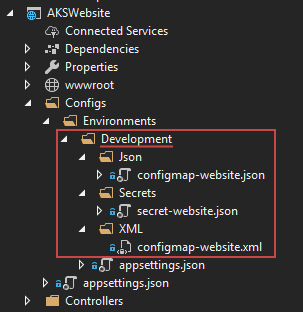 AKSWebsite
Connected Services
Dependencies
Properties
wwwroot
Configs
Environments
Development
Json
configmap-website.json
Secrets
secret-website.json
XML
configmap-website.xml
appsettings.json
appsettings.json
Controllers